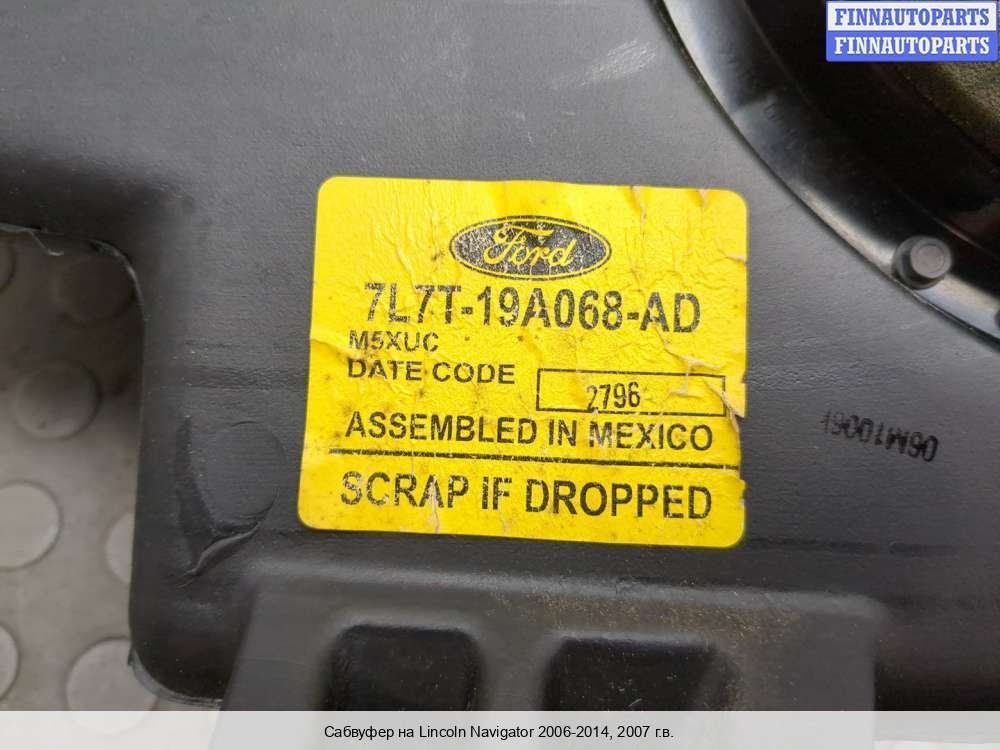 FINNAUTOPARTS
FINNAUTOPARTS
Ford
7L7T-19A068-AD
M5XUC
DATE CODE 2796
ASSEMBLED IN MEXICO
SCRAP IF DROPPED
Сабвуфер на Lincoln Navigator 2006-2014, 2007 г.в.